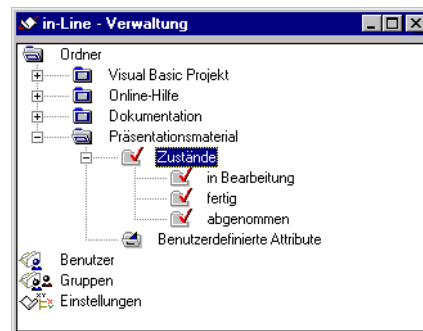 in-Line - Verwaltung
Ordner
Visual Basic Projekt
Online-Hilfe
Dokumentation
Präsentationsmaterial
Zustände
in Bearbeitung
fertig
abgenommen
Benutzerdefinierte Attribute
Benutzer
Gruppen
Einstellungen